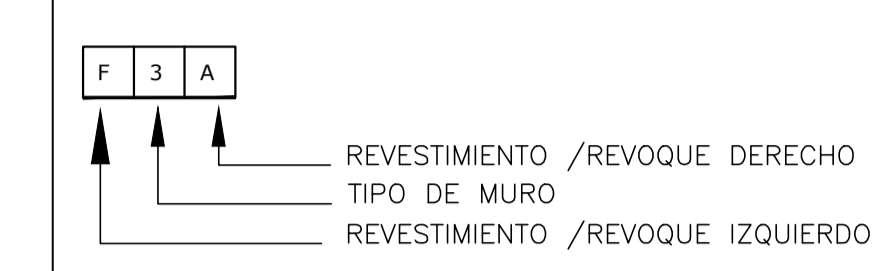 F 3 A
REVESTIMIENTO /REVOQUE DERECHO
TIPO DE MURO
REVESTIMIENTO /REVOQUE IZQUIERDO